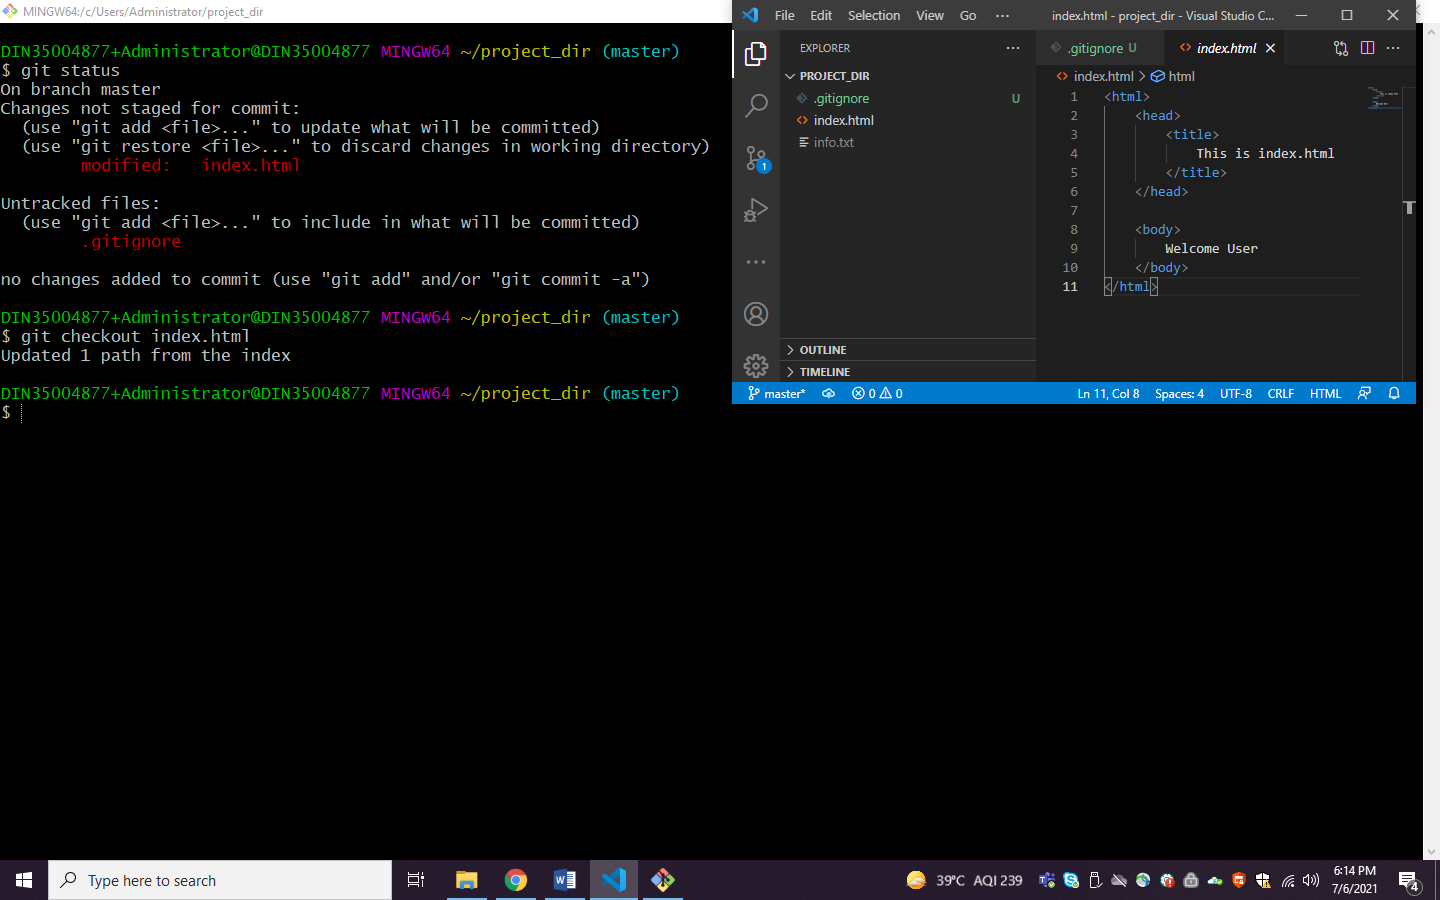 MINGW64:/c/Users/Administrator/project_dir
DIN35004877+Administrator@DIN35004877 MINGW64 ~/project_dir (master)
$ git status
On branch master
Changes not staged for commit:
  (use "git add <file>..." to update what will be committed)
  (use "git restore <file>..." to discard changes in working directory)
        modified:   index.html
Untracked files:
  (use "git add <file>..." to include in what will be committed)
        .gitignore
no changes added to commit (use "git add" and/or "git commit -a")
DIN35004877+Administrator@DIN35004877 MINGW64 ~/project_dir (master)
$ git checkout index.html
Updated 1 path from the index
DIN35004877+Administrator@DIN35004877 MINGW64 ~/project_dir (master)
$
File Edit Selection View Go ··· index.html - project_dir - Visual Studio C...
EXPLORER ···
PROJECT_DIR
.gitignore U
index.html
info.txt
1
OUTLINE
TIMELINE
.gitignore U index.html
index.html > html
1 <html>
2     <head>
3         <title>
4             This is index.html
5         </title>
6     </head>
7
8     <body>
9         Welcome User
10     </body>
11 </html>
master* 0 0 Ln 11, Col 8 Spaces: 4 UTF-8 CRLF HTML
Type here to search
39°C AQI 239
6:14 PM
7/6/2021
4